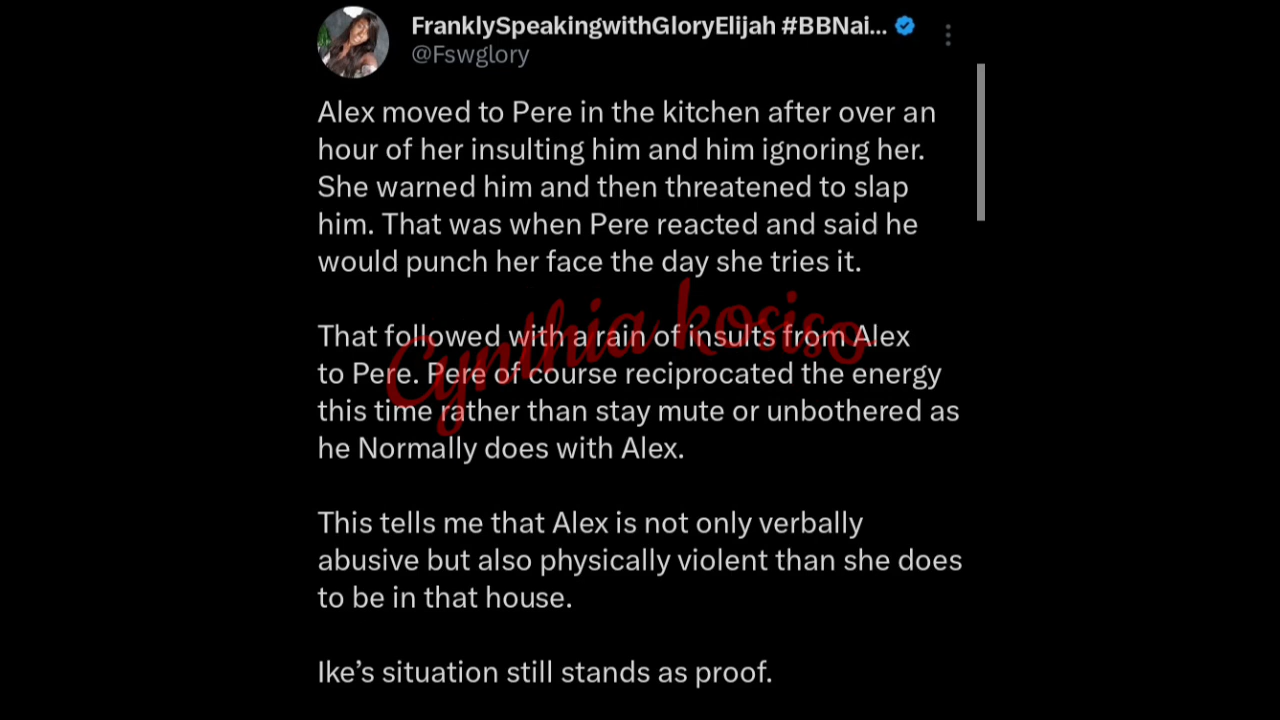 FranklySpeakingwithGloryElijah #BBNai...
@Fswglory
Alex moved to Pere in the kitchen after over an
hour of her insulting him and him ignoring her.
She warned him and then threatened to slap
him. That was when Pere reacted and said he
would punch her face the day she tries it.
That followed with a rain of insults from Alex
to Pere. Pere of course reciprocated the energy
this time rather than stay mute or unbothered as
he Normally does with Alex.
This tells me that Alex is not only verbally
abusive but also physically violent than she does
to be in that house.
Ike’s situation still stands as proof.
Cynthia kosiso